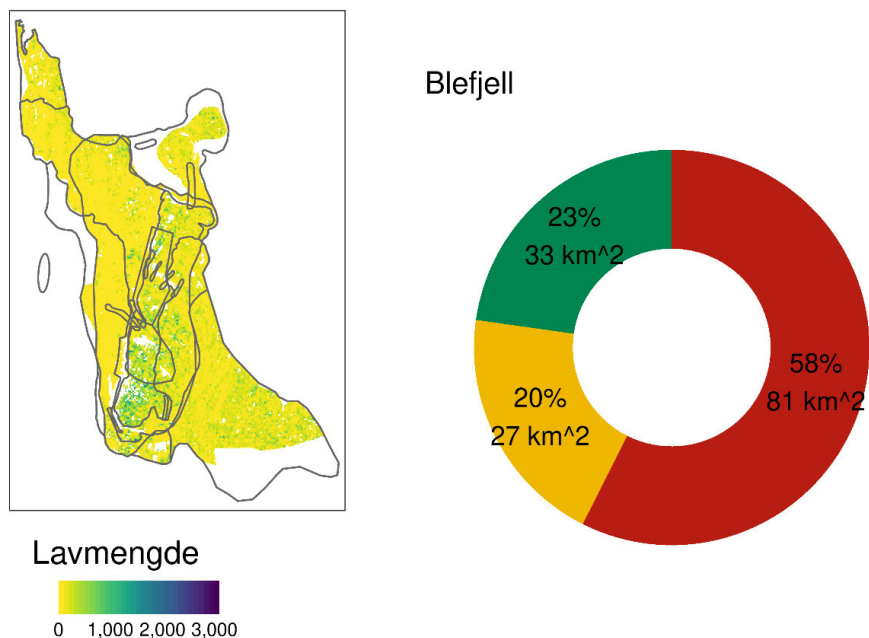 Blefjell
23%
33 km^2
58%
81 km^2
20%
27 km^2
Lavmengde
0 1,000 2,000 3,000